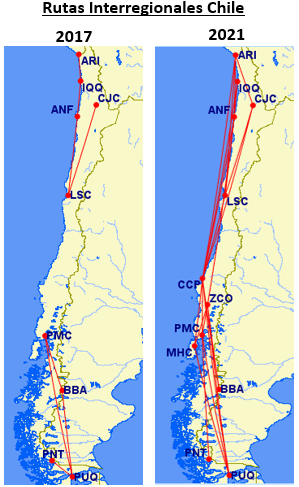 Rutas Interregionales Chile
2017
2021
ARI
IQQ
CJC
ANF
LSC
PMC
BBA
PNT
PUQ
ARI
IQQ
CJC
ANF
LSC
CCP
ZCO
PMC
MHC
BBA
PNT
PUQ